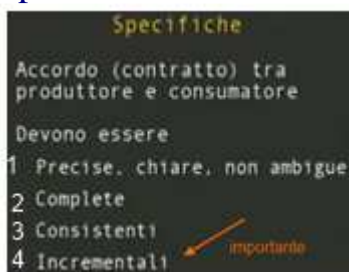 Specifiche
Accordo (contratto) tra
produttore e consumatore
Devono essere
1 Precise, chiare, non ambigue
2 Complete
3 Consistenti
4 Incrementali
importante